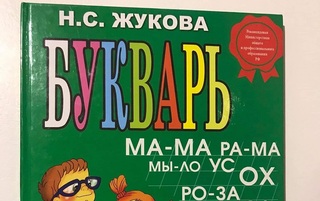 Н.С. ЖУКОВА
БУКВАРЬ
МА-МА РА-МА
МЫ-ЛО УС ОХ
РО-ЗА